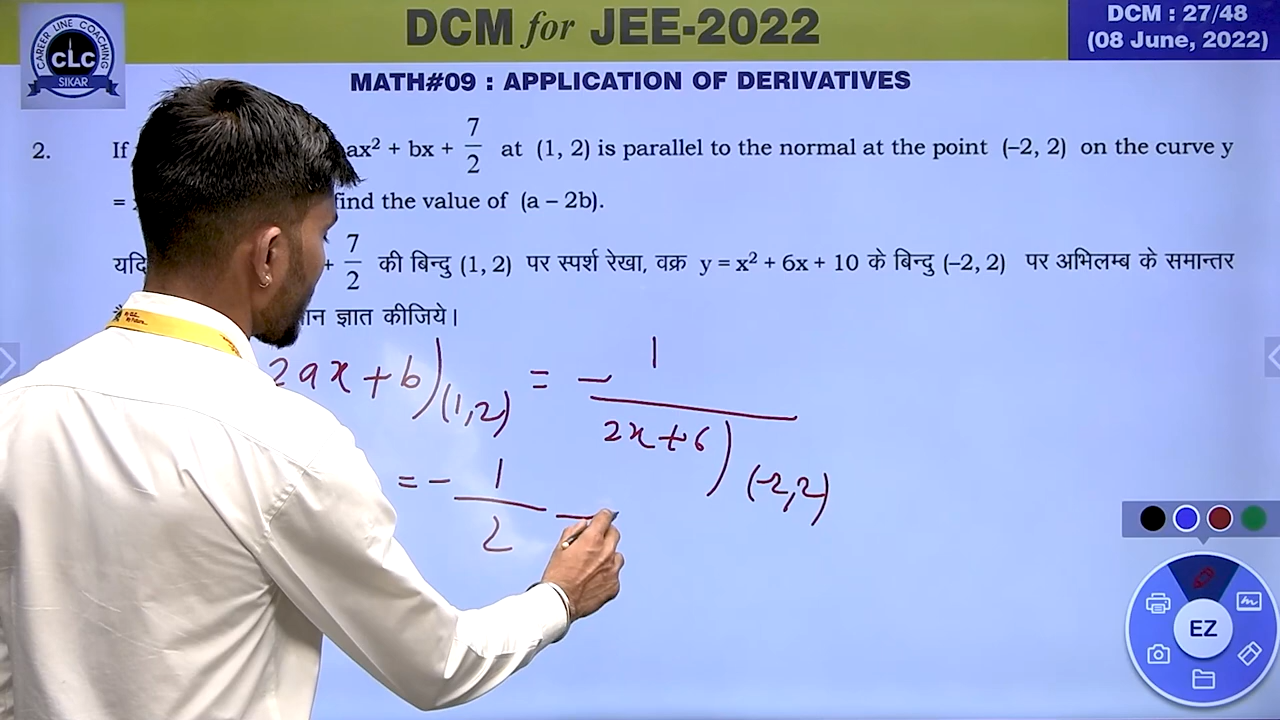 DCM for JEE-2022
DCM : 27/48
(08 June, 2022)
CAREER LINE COACHING
CLC
SIKAR
MATH#09 : APPLICATION OF DERIVATIVES
2. If ax² + bx + 7/2 at (1, 2) is parallel to the normal at the point (–2, 2) on the curve y
= find the value of (a – 2b).
यदि + 7/2 की बिन्दु (1, 2) पर स्पर्श रेखा, वक्र y = x² + 6x + 10 के बिन्दु (–2, 2) पर अभिलम्ब के समान्तर
ज्ञात कीजिये।
2ax + b)(1,2) = - 1/2x+6)(-2,2)
= - 1/2 -
EZ